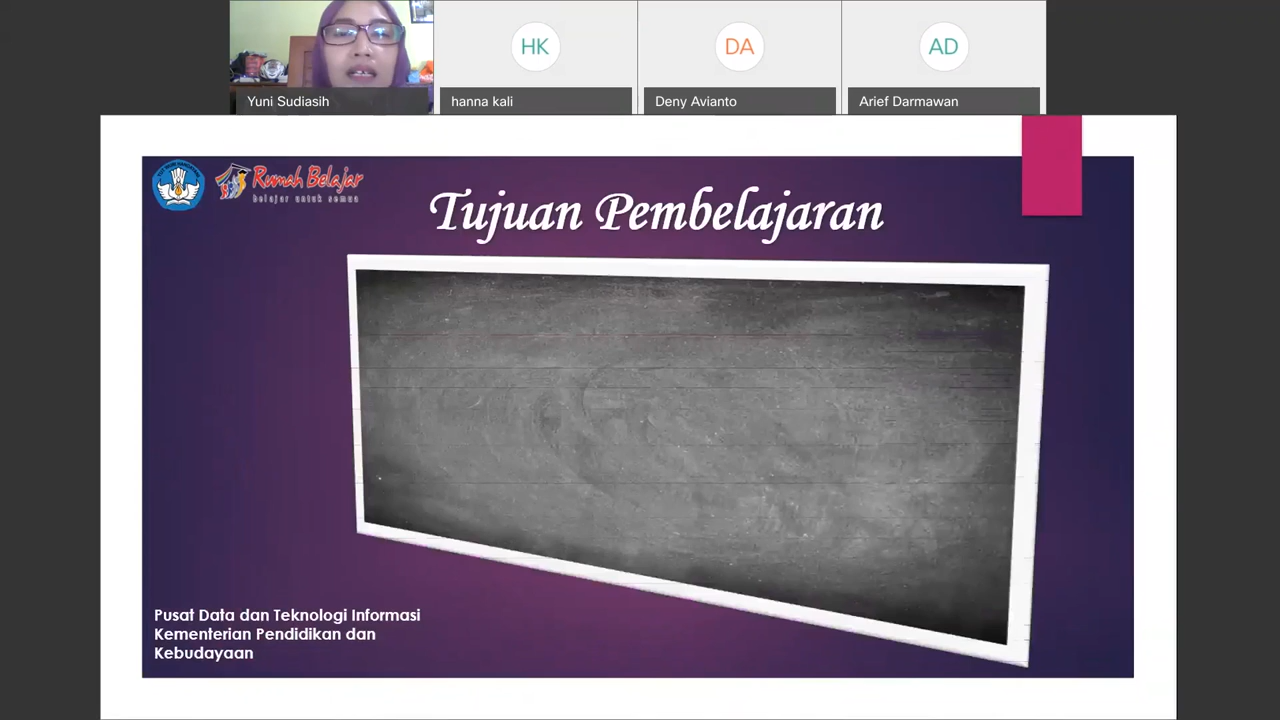 HK
DA
AD
Yuni Sudiasih
hanna kali
Deny Avianto
Arief Darmawan
Rumah Belajar
belajar untuk semua
Tujuan Pembelajaran
Pusat Data dan Teknologi Informasi
Kementerian Pendidikan dan
Kebudayaan